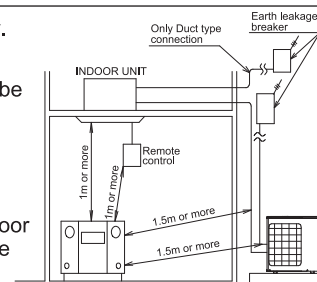 .
be
oor
e
Only Duct type
connection
Earth leakage
breaker
INDOOR UNIT
Remote
control
1m or more
1m or more
1.5m or more
1.5m or more